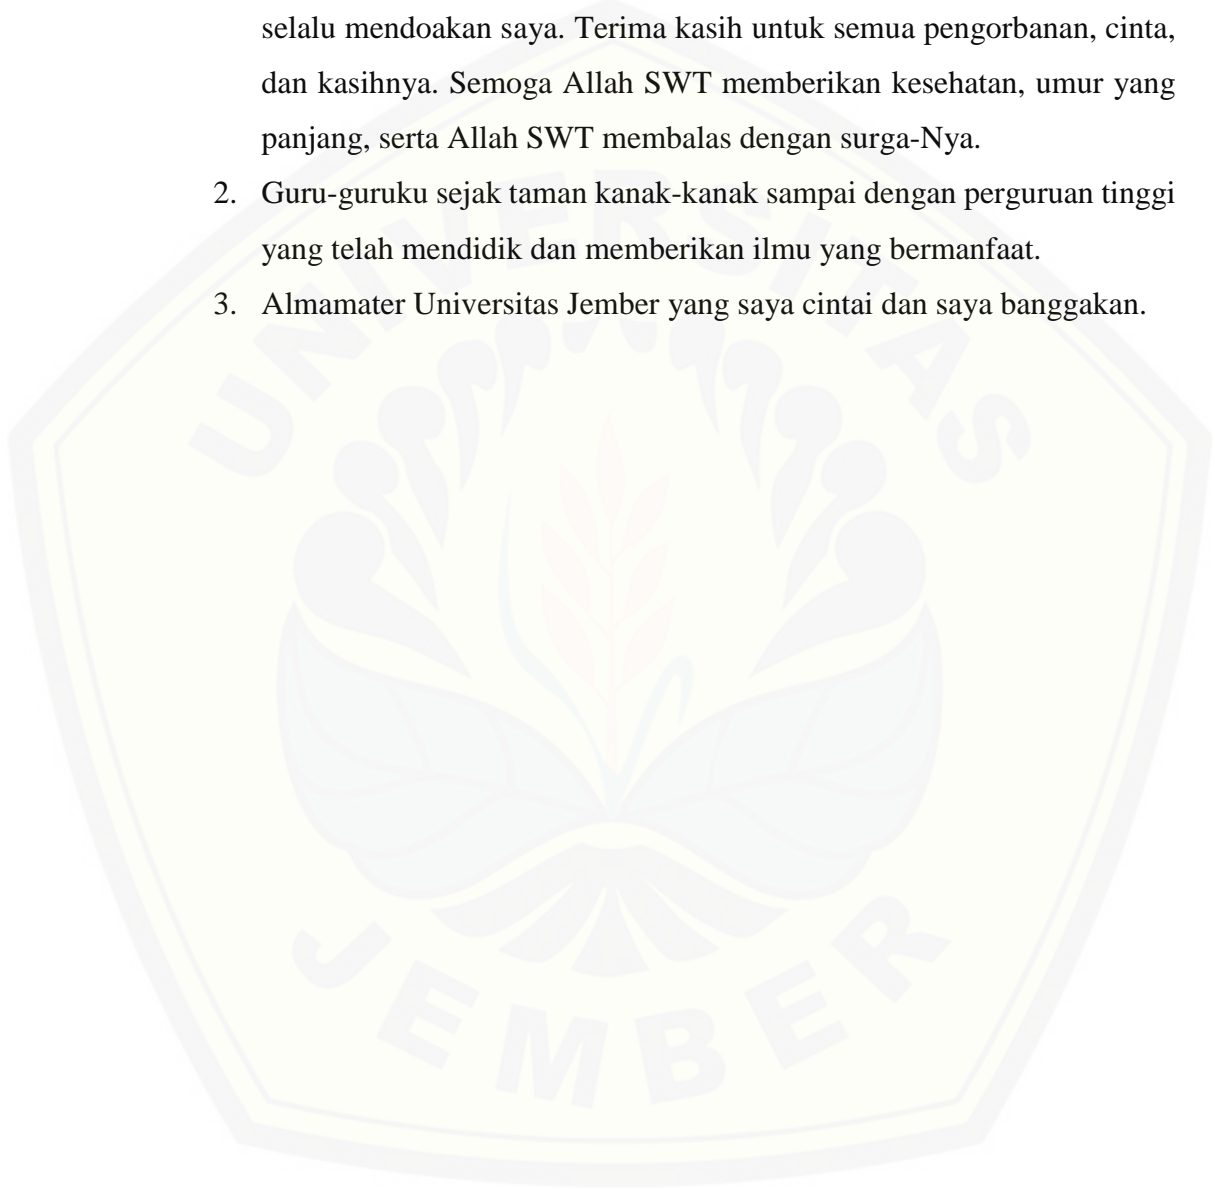 selalu mendoakan saya. Terima kasih untuk semua pengorbanan, cinta,
dan kasihnya. Semoga Allah SWT memberikan kesehatan, umur yang
panjang, serta Allah SWT membalas dengan surga-Nya.
2. Guru-guruku sejak taman kanak-kanak sampai dengan perguruan tinggi
yang telah mendidik dan memberikan ilmu yang bermanfaat.
3. Almamater Universitas Jember yang saya cintai dan saya banggakan.
UNIVERSITAS
JEMBER